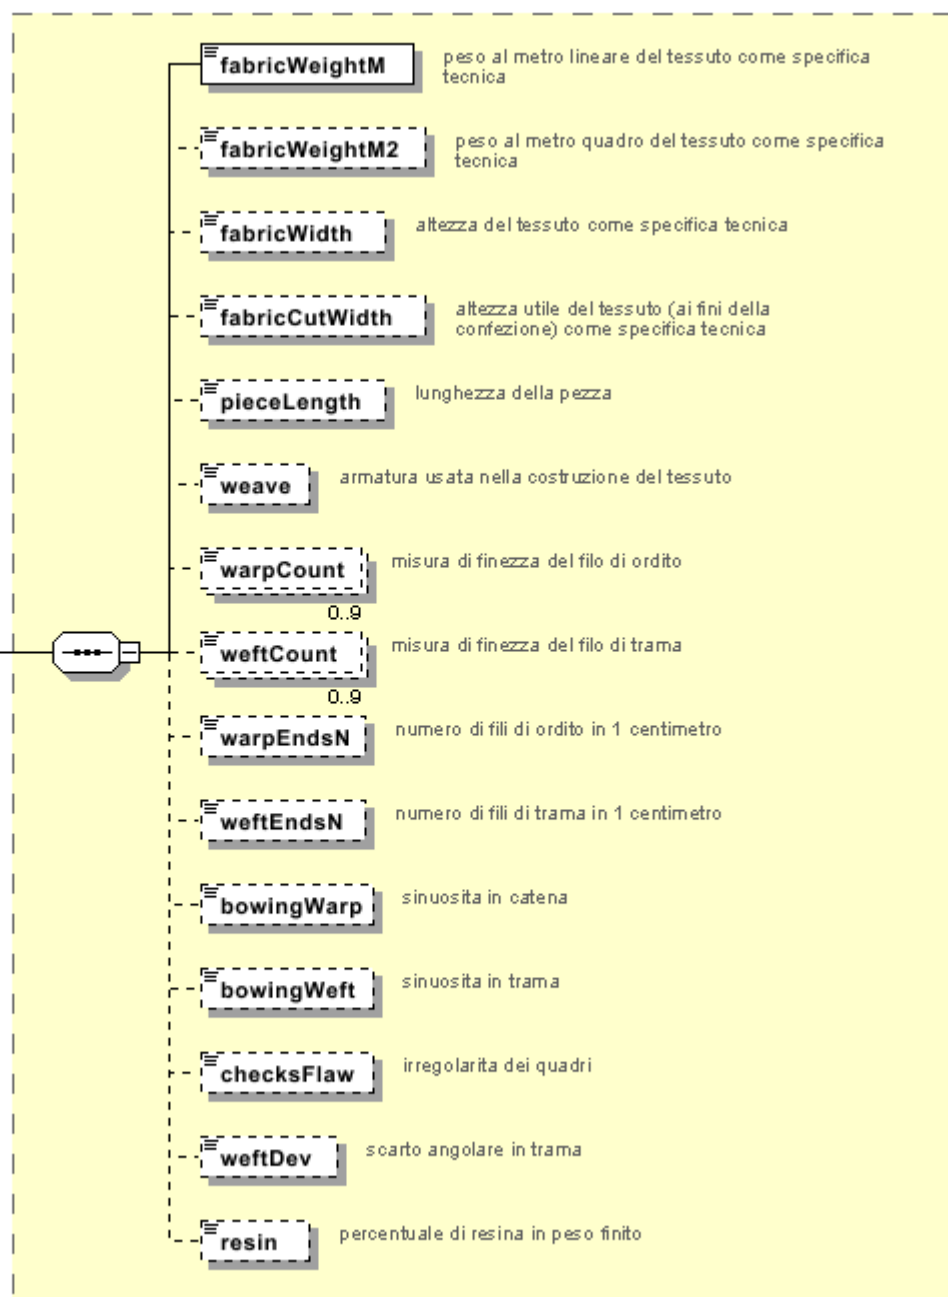 fabricWeightM
peso al metro lineare del tessuto come specifica
tecnica
fabricWeightM2
peso al metro quadro del tessuto come specifica
tecnica
fabricWidth
altezza del tessuto come specifica tecnica
fabricCutWidth
altezza utile del tessuto (ai fini della
confezione) come specifica tecnica
pieceLength
lunghezza della pezza
weave
armatura usata nella costruzione del tessuto
warpCount
misura di finezza del filo di ordito
0..9
weftCount
misura di finezza del filo di trama
0..9
warpEndsN
numero di fili di ordito in 1 centimetro
weftEndsN
numero di fili di trama in 1 centimetro
bowingWarp
sinuosita in catena
bowingWeft
sinuosita in trama
checksFlaw
irregolarita dei quadri
weftDev
scarto angolare in trama
resin
percentuale di resina in peso finito